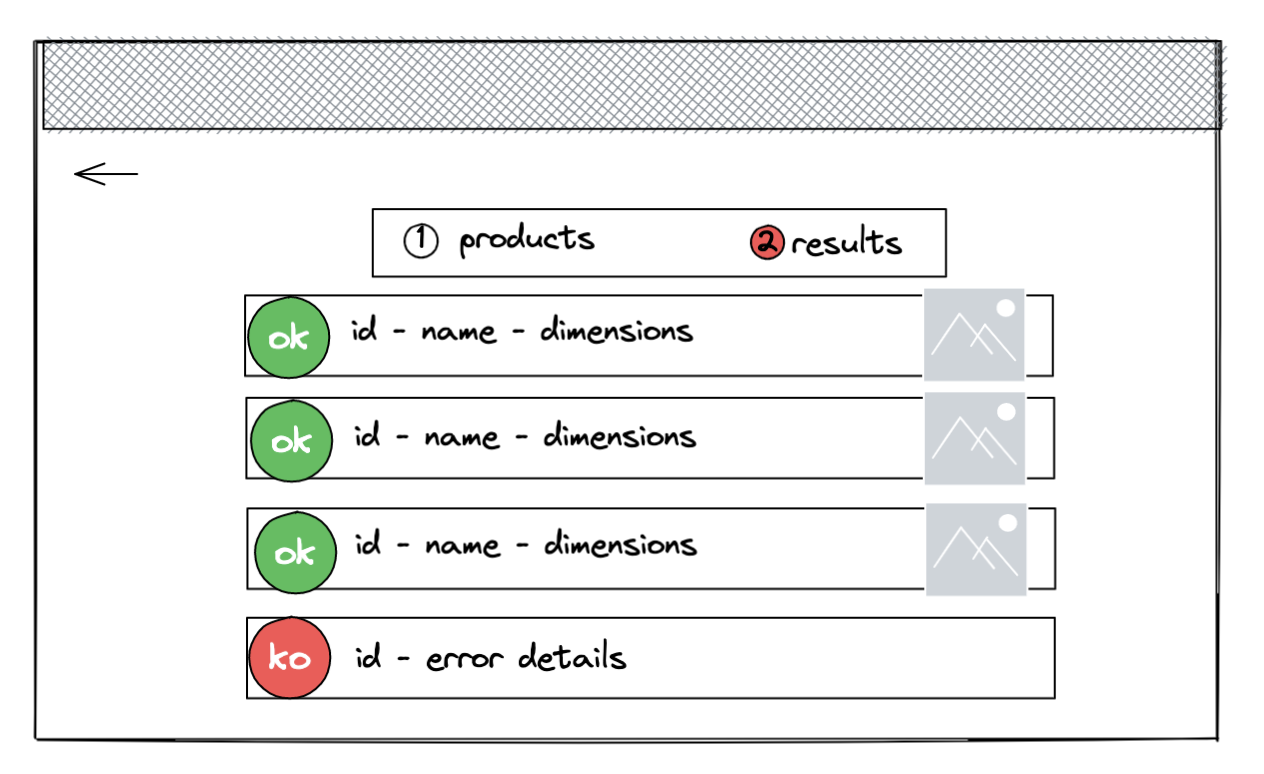 1 products 2 results
ok id - name - dimensions
ok id - name - dimensions
ok id - name - dimensions
ko id - error details